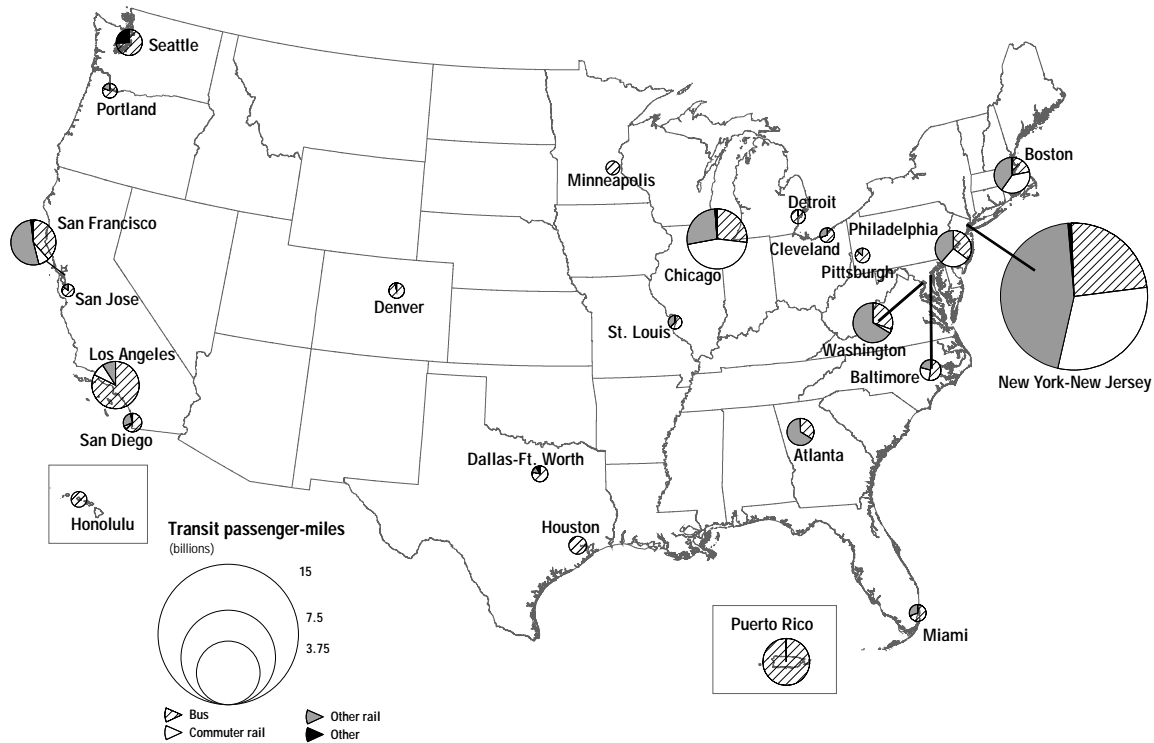 Seattle
Portland
Boston
Minneapolis
Detroit
San Francisco
Philadelphia
Cleveland
Chicago
Pittsburgh
San Jose
Denver
St. Louis
Washington
Los Angeles
Baltimore
New York-New Jersey
San Diego
Atlanta
Dallas-Ft. Worth
Honolulu
Houston
Transit passenger-miles
(billions)
15
7.5
3.75
Puerto Rico
Miami
Bus
Commuter rail
Other rail
Other